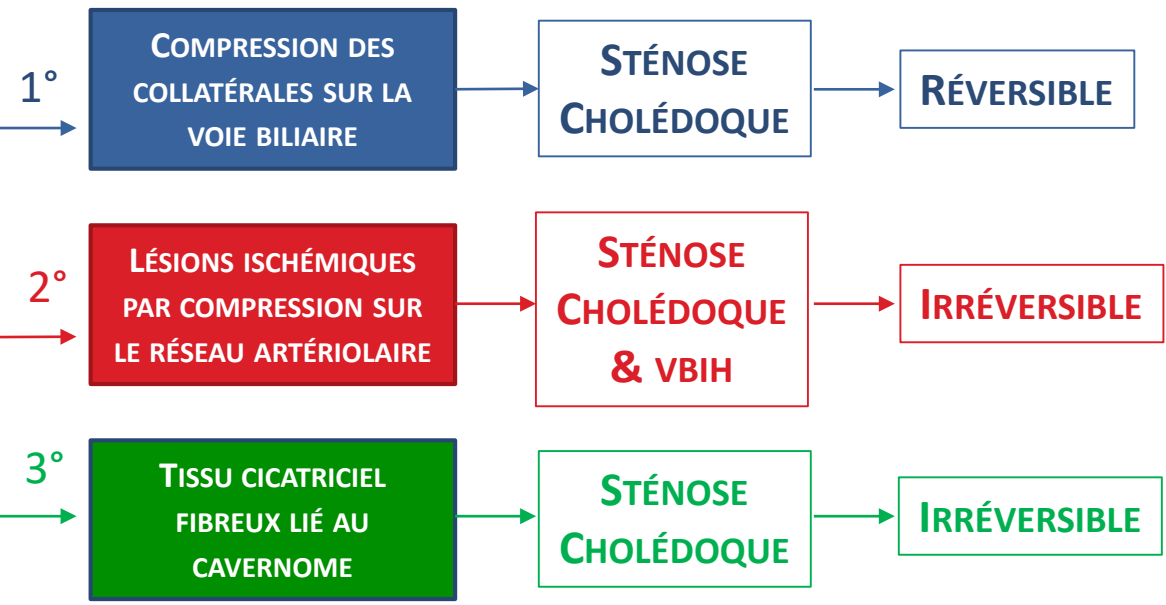 1°
COMPRESSION DES
COLLATÉRALES SUR LA
VOIE BILIAIRE
STÉNOSE
CHOLÉDOQUE
RÉVERSIBLE
2°
LÉSIONS ISCHÉMIQUES
PAR COMPRESSION SUR
LE RÉSEAU ARTÉRIOLAIRE
STÉNOSE
CHOLÉDOQUE
& VBIH
IRRÉVERSIBLE
3°
TISSU CICATRICIEL
FIBREUX LIÉ AU
CAVERNOME
STÉNOSE
CHOLÉDOQUE
IRRÉVERSIBLE